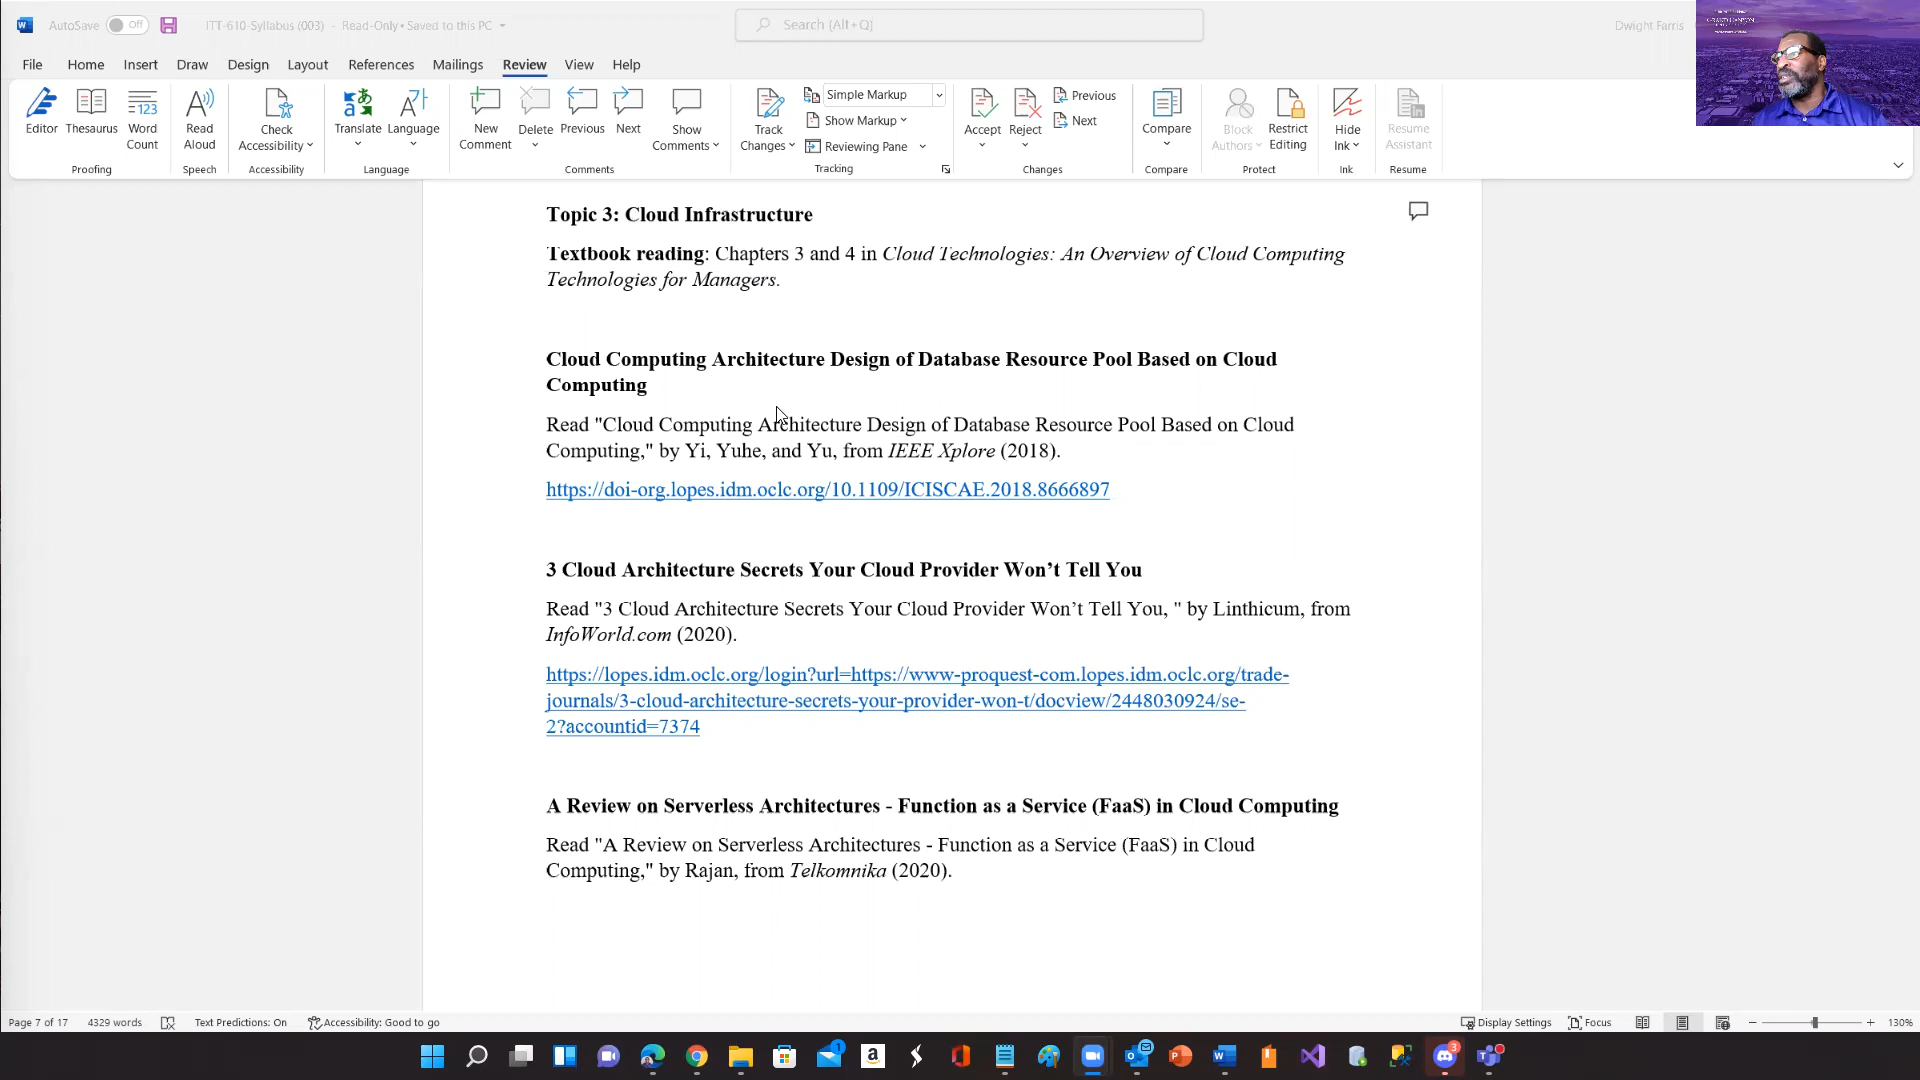 AutoSave Off ITT-610-Syllabus (003) - Read-Only • Saved to this PC Search (Alt+Q) Dwight Farris
GRAND CANYON
File Home Insert Draw Design Layout References Mailings Review View Help
Editor Thesaurus Word Count
Proofing
Read Aloud
Speech
Check Accessibility
Accessibility
Translate Language
Language
New Comment Delete Previous Next Show Comments
Comments
Track Changes
Simple Markup
Show Markup
Reviewing Pane
Tracking
Accept Reject
Previous
Next
Changes
Compare
Compare
Block Authors Restrict Editing
Protect
Hide Ink
Ink
Resume Assistant
Resume
Topic 3: Cloud Infrastructure
Textbook reading: Chapters 3 and 4 in Cloud Technologies: An Overview of Cloud Computing
Technologies for Managers.
Cloud Computing Architecture Design of Database Resource Pool Based on Cloud
Computing
Read "Cloud Computing Architecture Design of Database Resource Pool Based on Cloud
Computing," by Yi, Yuhe, and Yu, from IEEE Xplore (2018).
https://doi-org.lopes.idm.oclc.org/10.1109/ICISCAE.2018.8666897
3 Cloud Architecture Secrets Your Cloud Provider Won’t Tell You
Read "3 Cloud Architecture Secrets Your Cloud Provider Won’t Tell You, " by Linthicum, from
InfoWorld.com (2020).
https://lopes.idm.oclc.org/login?url=https://www-proquest-com.lopes.idm.oclc.org/trade-
journals/3-cloud-architecture-secrets-your-provider-won-t/docview/2448030924/se-
2?accountid=7374
A Review on Serverless Architectures - Function as a Service (FaaS) in Cloud Computing
Read "A Review on Serverless Architectures - Function as a Service (FaaS) in Cloud
Computing," by Rajan, from Telkomnika (2020).
Page 7 of 17 4329 words Text Predictions: On Accessibility: Good to go Display Settings Focus 130%
1 3